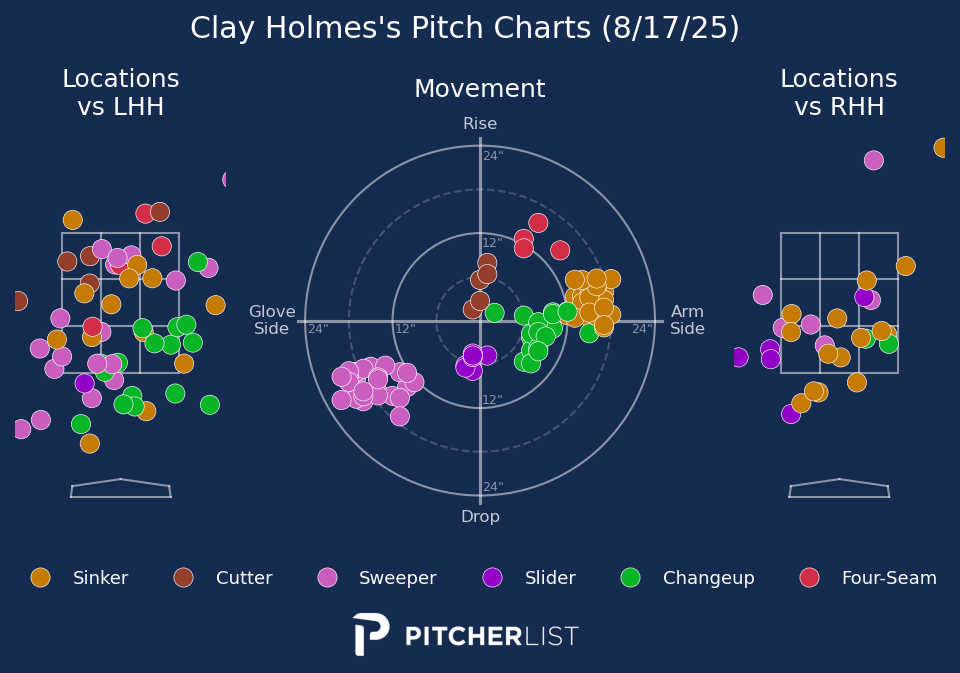 Clay Holmes's Pitch Charts (8/17/25)
Locations
vs LHH
Movement
Locations
vs RHH
Rise
24"
12"
Glove
Side
24"
12"
24"
Arm
Side
12"
24"
Drop
Sinker
Cutter
Sweeper
Slider
Changeup
Four-Seam
PITCHERLIST